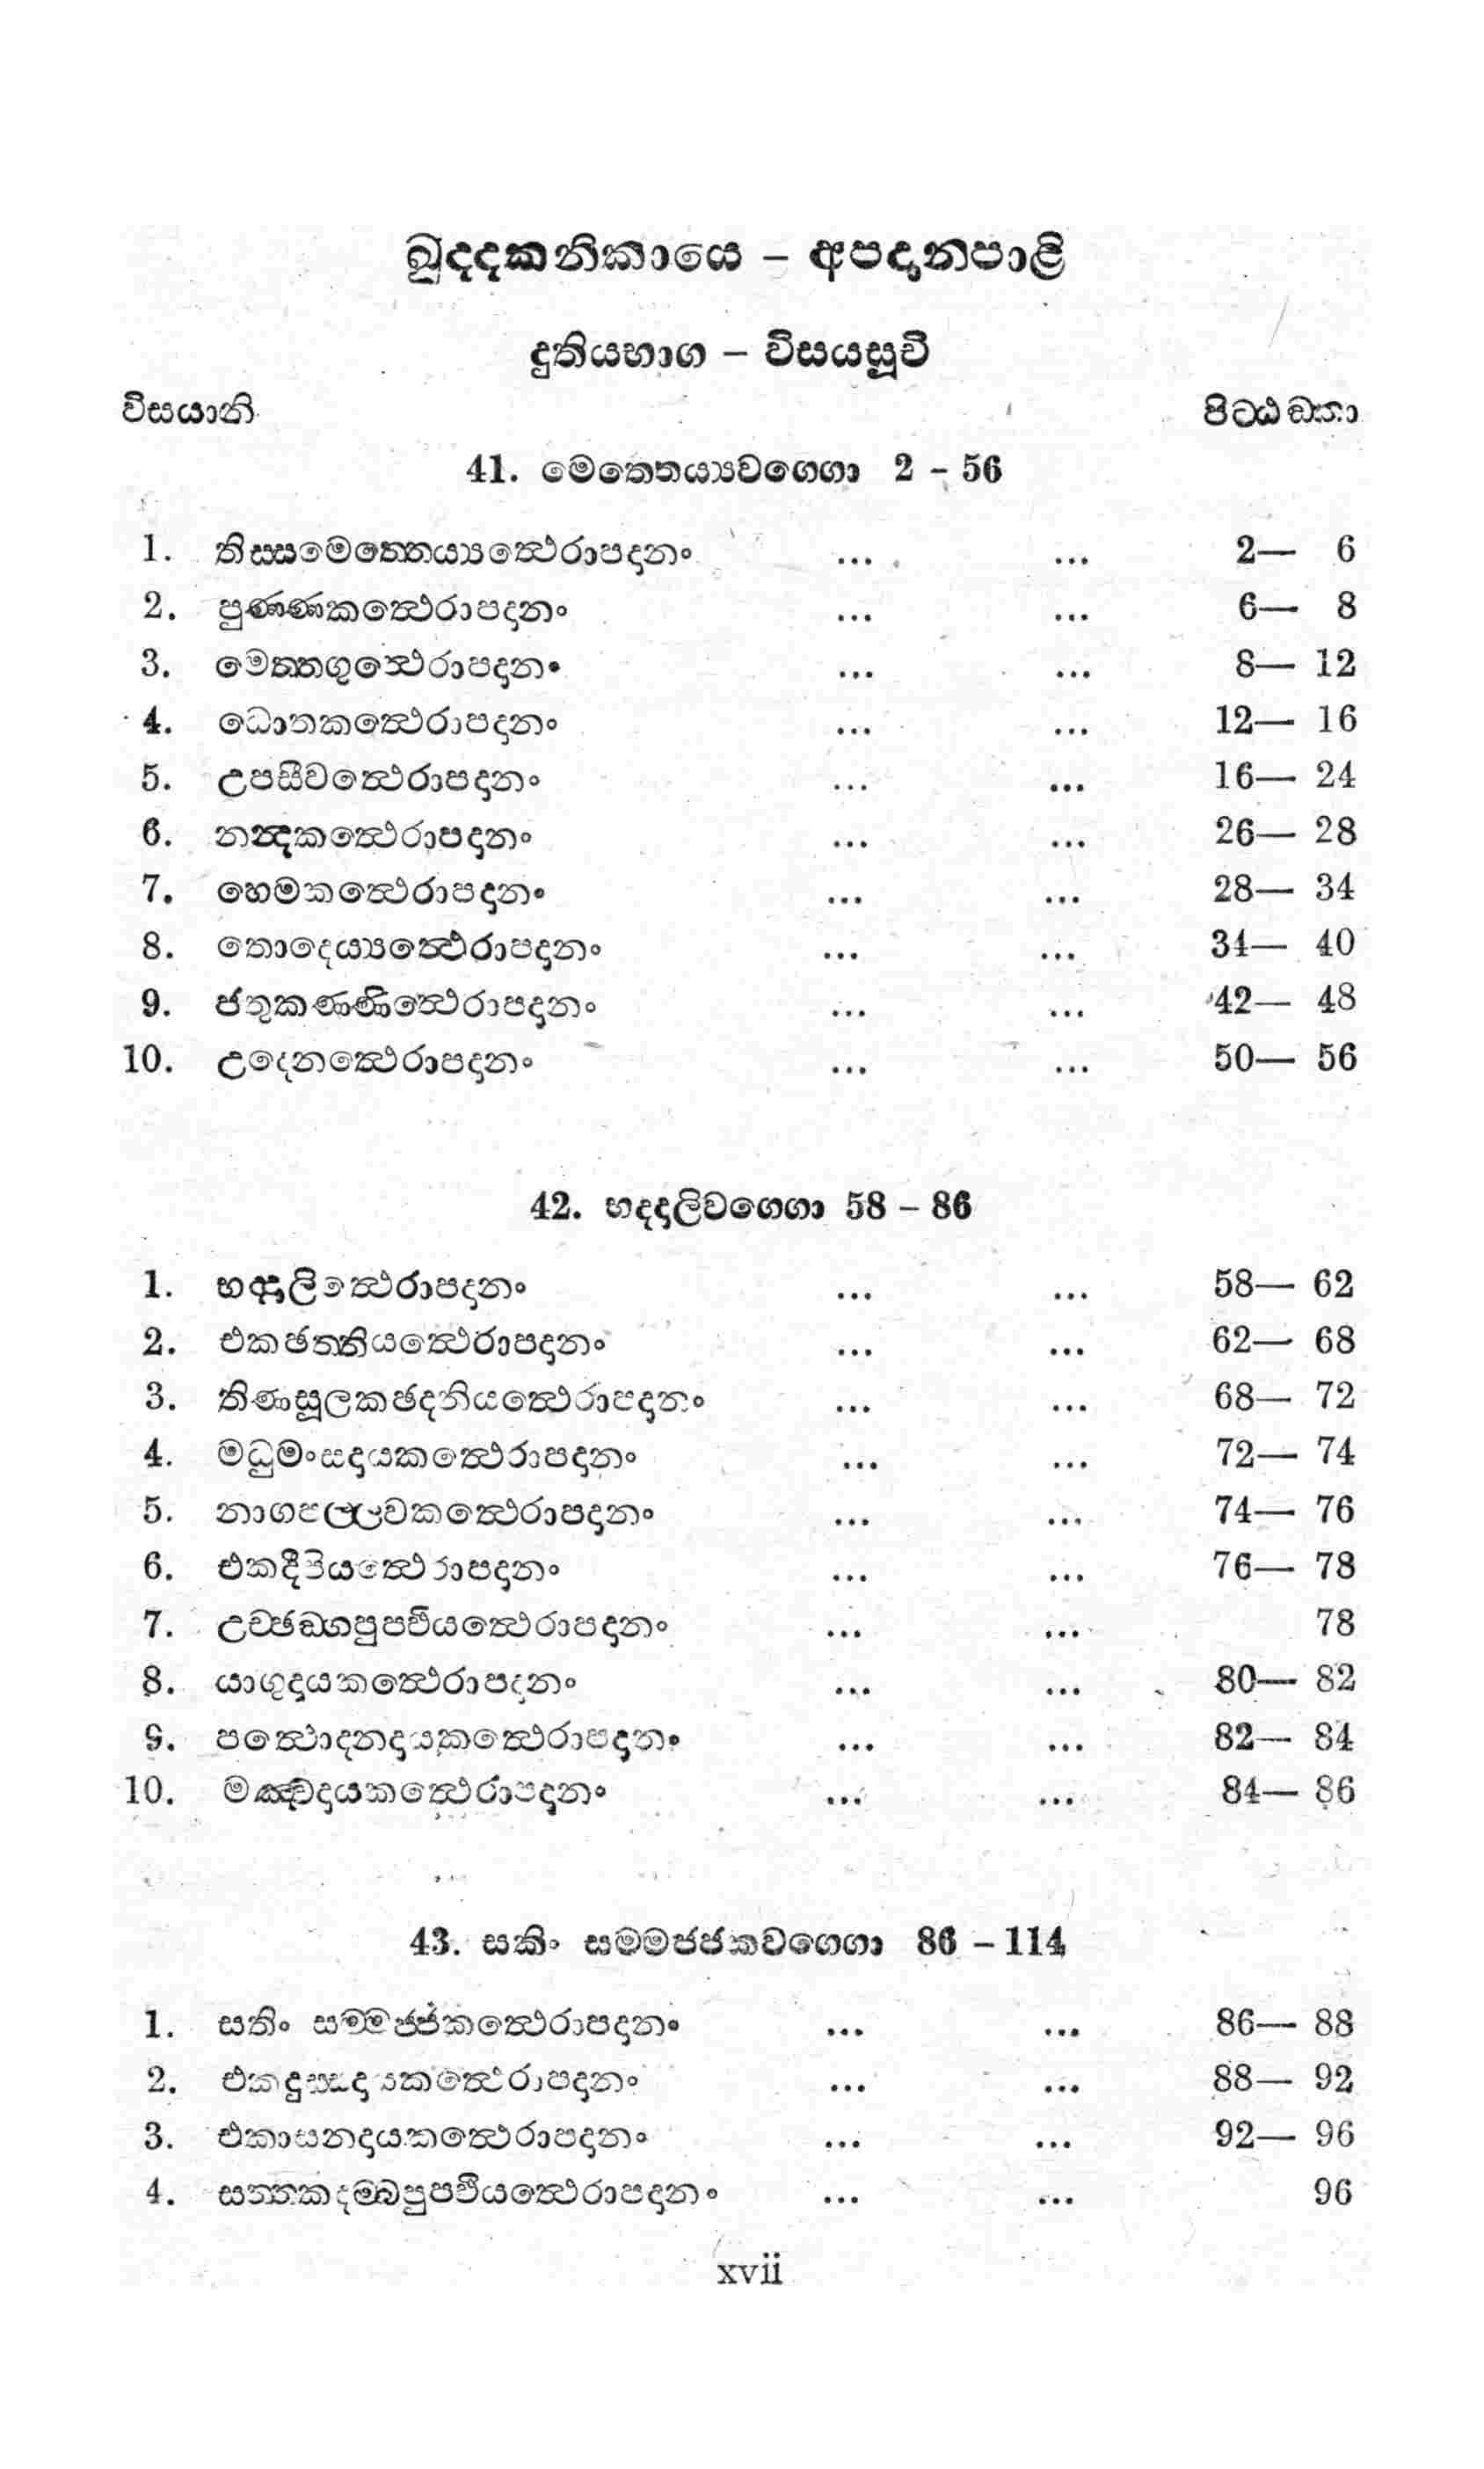 ඛුද්දකනිකායෙ – අපදානපාළි
දුතියභාග – විසයසූචි
විසයානි පිට්ඨඞ්කා
41. මෙත්තෙය්‍යවග්ගො 2 – 56
1. තිස්සමෙත්තෙය්‍යත්ථෙරාපදානං ... ... 2— 6
2. පුණ්ණකත්ථෙරාපදානං ... ... 6— 8
3. මෙත්තගුත්ථෙරාපදානං ... ... 8— 12
4. ධොතකත්ථෙරාපදානං ... ... 12— 16
5. උපසීවත්ථෙරාපදානං ... ... 16— 24
6. නන්දකත්ථෙරාපදානං ... ... 26— 28
7. හෙමකත්ථෙරාපදානං ... ... 28— 34
8. තොදෙය්‍යත්ථෙරාපදානං ... ... 34— 40
9. ජතුකණ්ණිත්ථෙරාපදානං ... ... 42— 48
10. උදෙනත්ථෙරාපදානං ... ... 50— 56
42. භද්දාලිවග්ගො 58 – 86
1. භද්දාලිත්ථෙරාපදානං ... ... 58— 62
2. එකඡත්තියත්ථෙරාපදානං ... ... 62— 68
3. තිණසූලකඡදනියත්ථෙරාපදානං ... ... 68— 72
4. මධුමංසදායකත්ථෙරාපදානං ... ... 72— 74
5. නාගපල්ලවකත්ථෙරාපදානං ... ... 74— 76
6. එකදීපියත්ථෙරාපදානං ... ... 76— 78
7. උච්ඡඞ්ගපුප්ඵියත්ථෙරාපදානං ... ... 78
8. යාගුදායකත්ථෙරාපදානං ... ... 80— 82
9. පත්ථොදනදායකත්ථෙරාපදානං ... ... 82— 84
10. මඤ්චදායකත්ථෙරාපදානං ... ... 84— 86
43. සකිං සම්මජ්ජකවග්ගො 86 – 114
1. සතිං සම්මජ්ජකත්ථෙරාපදානං ... ... 86— 88
2. එකදුස්සදායකත්ථෙරාපදානං ... ... 88— 92
3. එකාසනදායකත්ථෙරාපදානං ... ... 92— 96
4. සත්තකදම්බපුප්ඵියත්ථෙරාපදානං ... ... 96
xvii